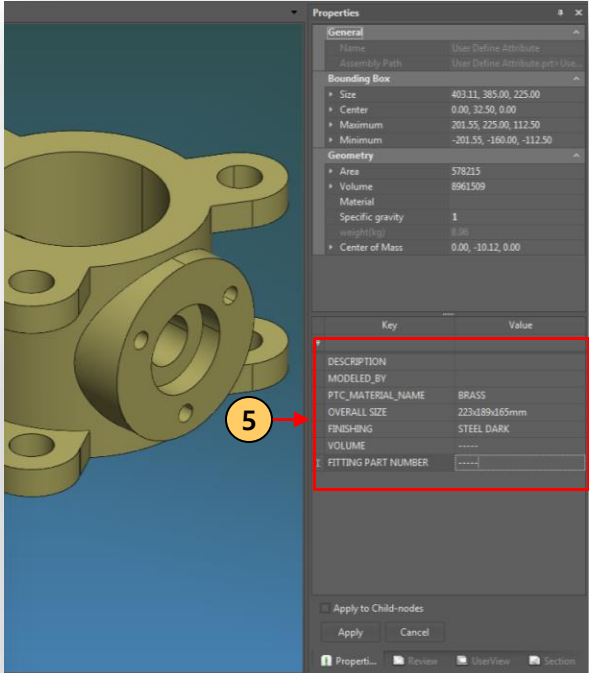 Properties
General
Name User Define Attribute
Assembly Path User Define Attribute.prt>Use...
Bounding Box
Size 403.11, 385.00, 225.00
Center 0.00, 32.50, 0.00
Maximum 201.55, 225.00, 112.50
Minimum -201.55, -160.00, -112.50
Geometry
Area 578215
Volume 8961509
Material
Specific gravity 1
weight(kg) 8.96
Center of Mass 0.00, -10.12, 0.00
Key Value
DESCRIPTION
MODELED_BY
PTC_MATERIAL_NAME BRASS
OVERALL SIZE 223x189x165mm
FINISHING STEEL DARK
VOLUME -----
FITTING PART NUMBER -----
5
Apply to Child-nodes
Apply Cancel
Properti... Review UserView Section